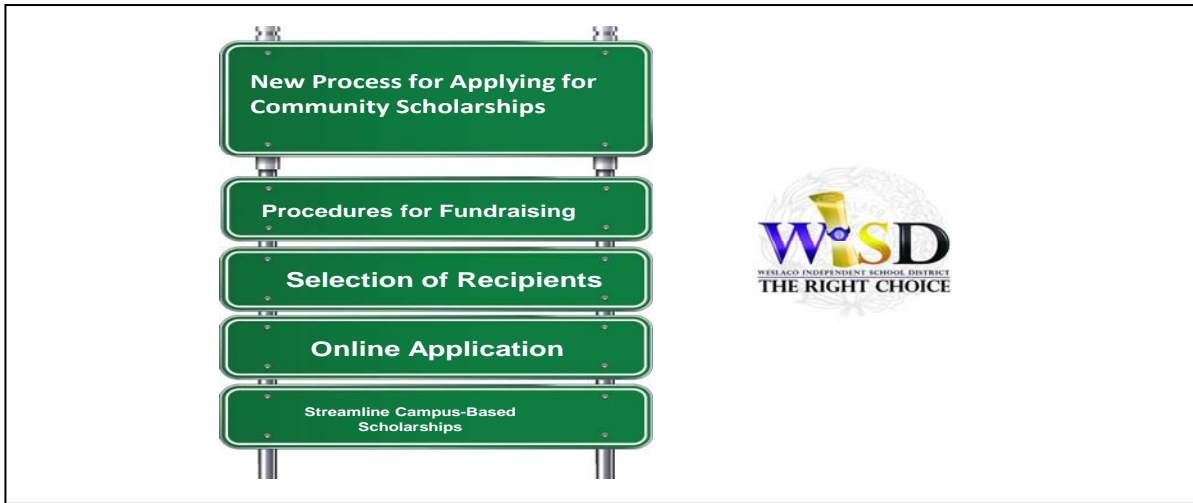 New Process for Applying for
Community Scholarships
Procedures for Fundraising
Selection of Recipients
Online Application
Streamline Campus-Based
Scholarships
WISD
WESLACO INDEPENDENT SCHOOL DISTRICT
THE RIGHT CHOICE